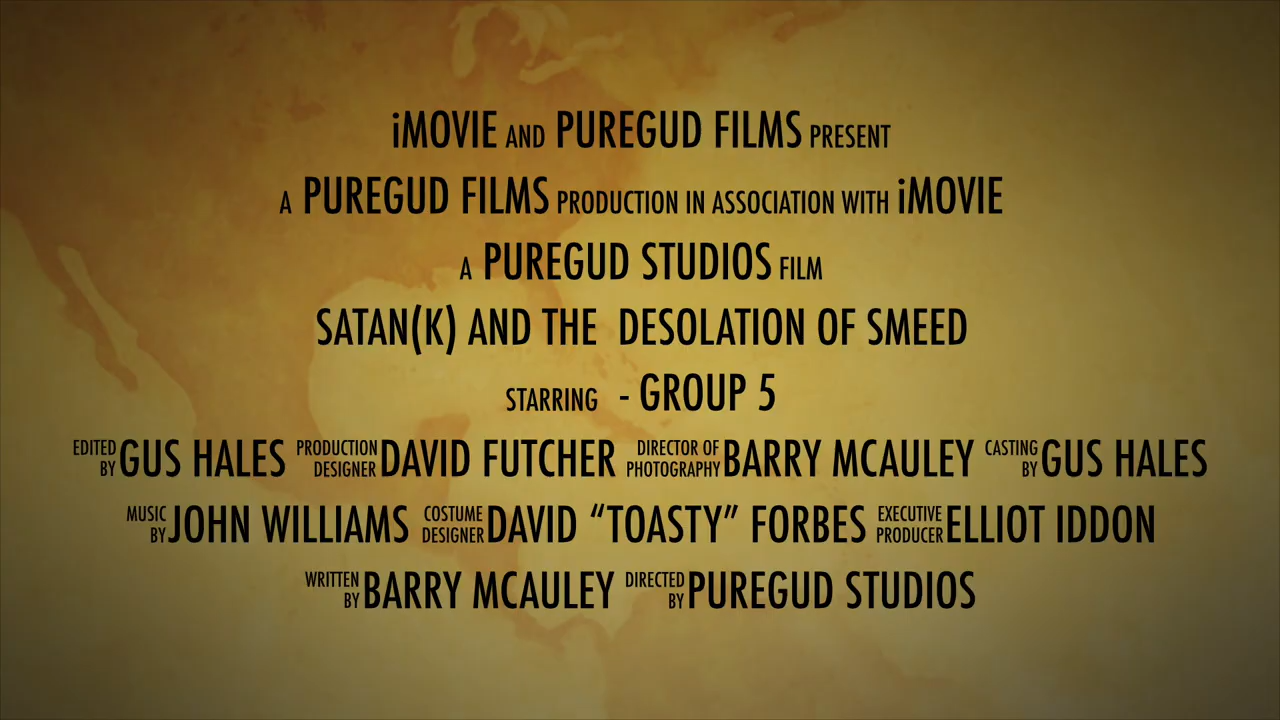 iMOVIE AND PUREGUD FILMS PRESENT
A PUREGUD FILMS PRODUCTION IN ASSOCIATION WITH iMOVIE
A PUREGUD STUDIOS FILM
SATAN(K) AND THE  DESOLATION OF SMEED
STARRING  - GROUP 5
EDITED BY GUS HALES PRODUCTION DESIGNER DAVID FUTCHER DIRECTOR OF PHOTOGRAPHY BARRY MCAULEY CASTING BY GUS HALES
MUSIC BY JOHN WILLIAMS COSTUME DESIGNER DAVID “TOASTY” FORBES EXECUTIVE PRODUCER ELLIOT IDDON
WRITTEN BY BARRY MCAULEY DIRECTED BY PUREGUD STUDIOS